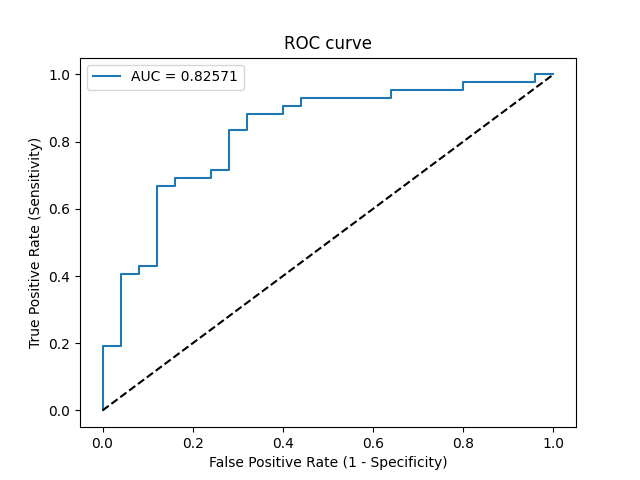 ROC curve
AUC = 0.82571
True Positive Rate (Sensitivity)
1.0
0.8
0.6
0.4
0.2
0.0
0.0 0.2 0.4 0.6 0.8 1.0
False Positive Rate (1 - Specificity)